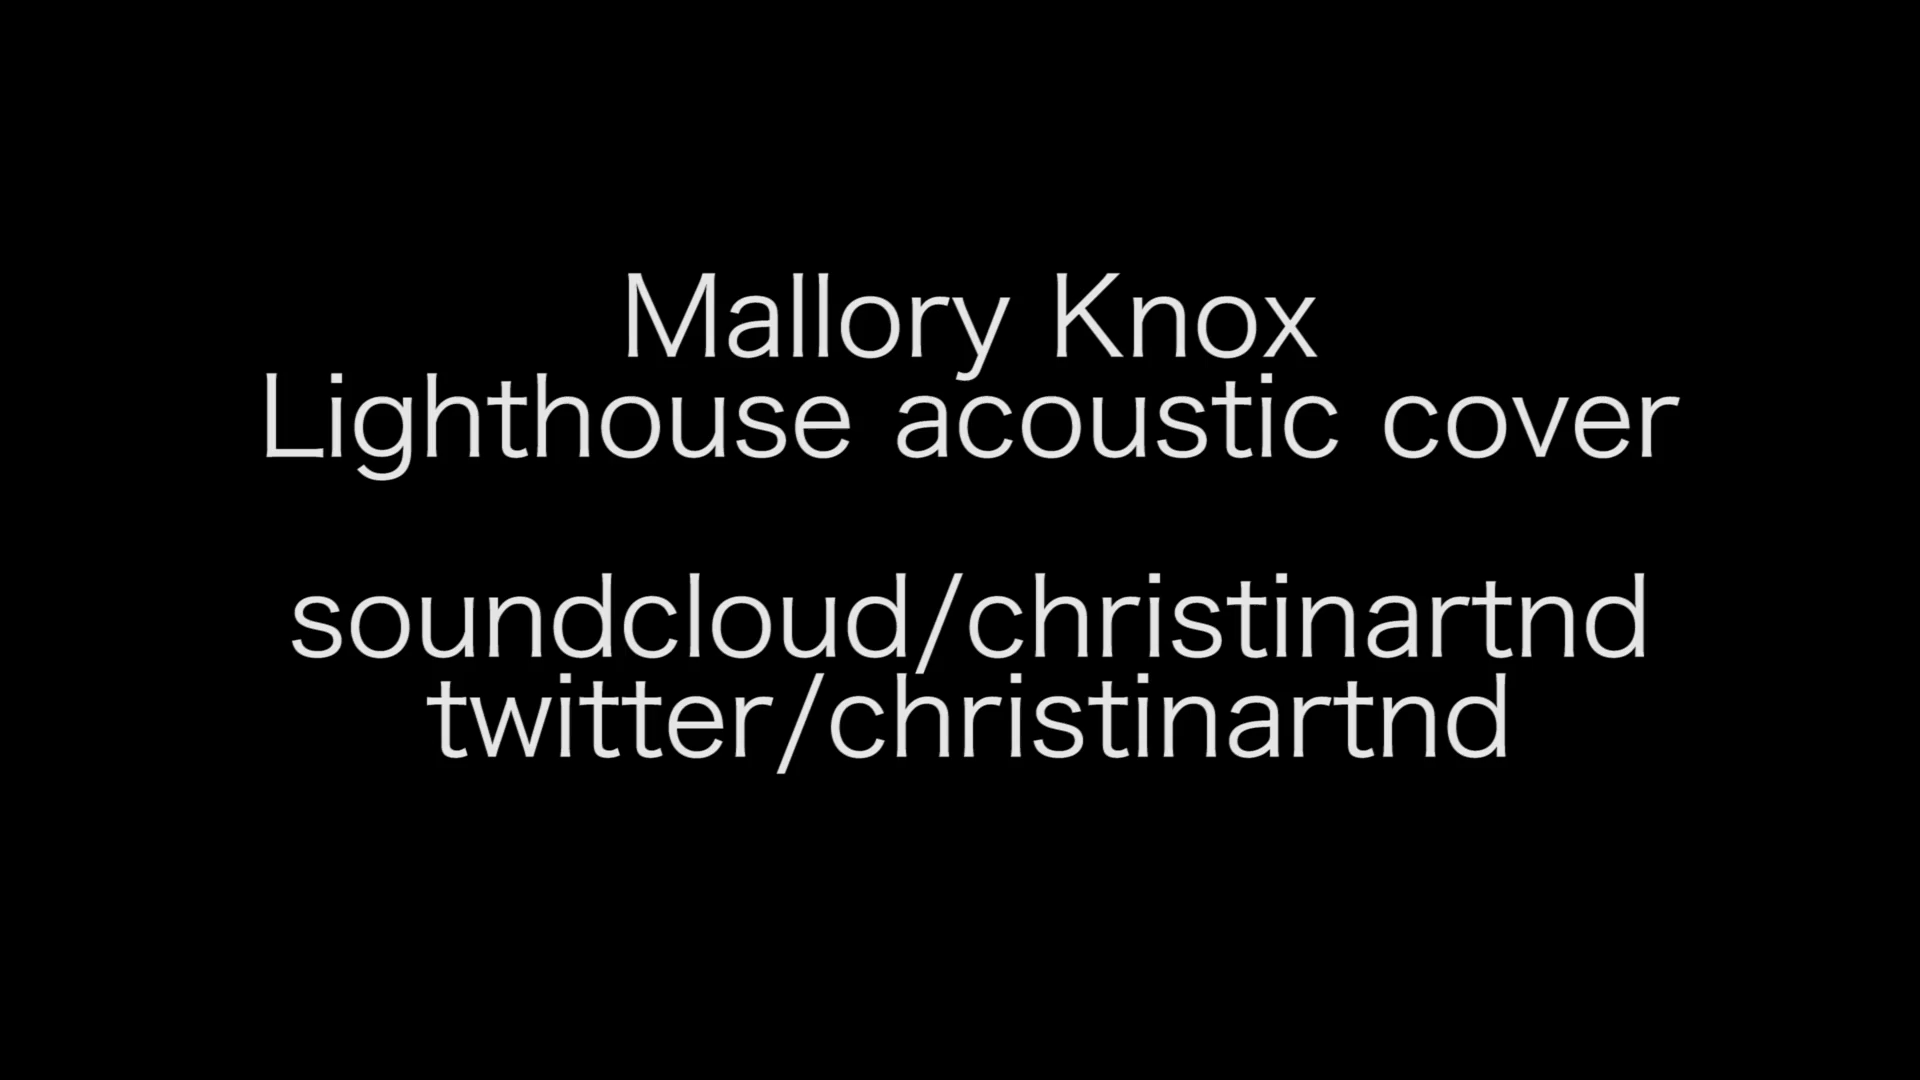 Mallory Knox
Lighthouse acoustic cover
soundcloud/christinartnd
twitter/christinartnd